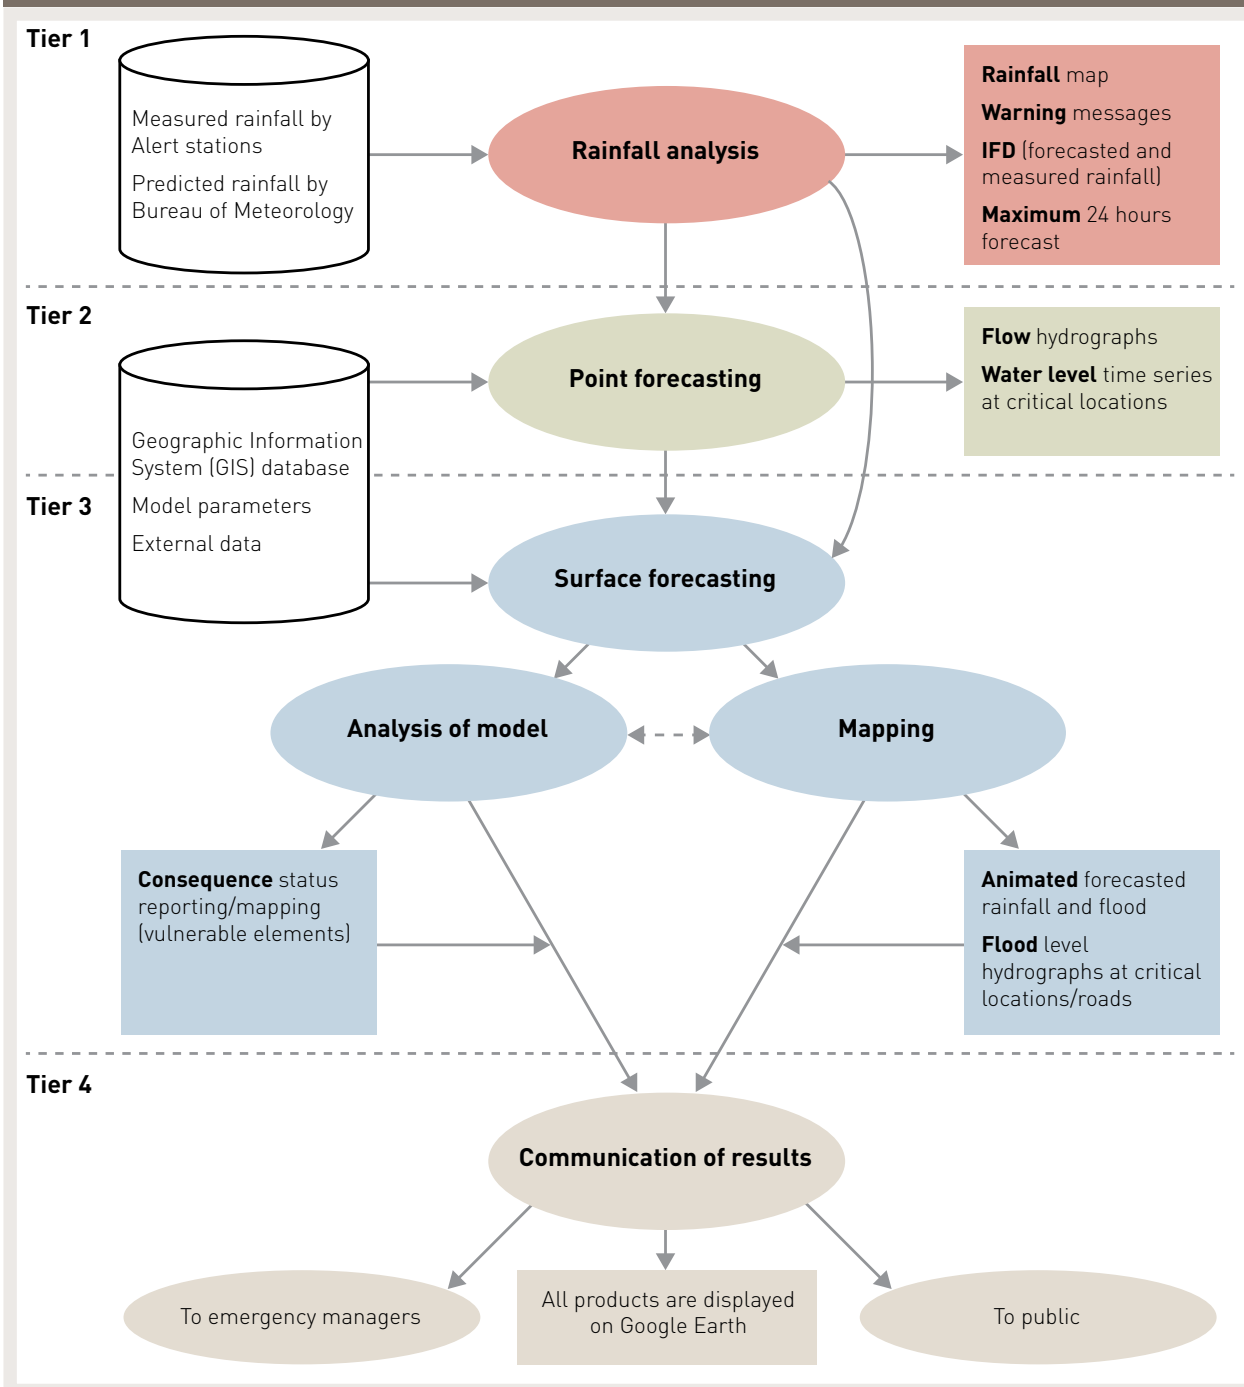 Tier 1
Measured rainfall by
Alert stations
Predicted rainfall by
Bureau of Meteorology
Rainfall analysis
Rainfall map
Warning messages
IFD (forecasted and
measured rainfall)
Maximum 24 hours
forecast
Tier 2
Point forecasting
Flow hydrographs
Water level time series
at critical locations
Geographic Information
System (GIS) database
Model parameters
External data
Tier 3
Surface forecasting
Analysis of model
Mapping
Consequence status
reporting/mapping
(vulnerable elements)
Animated forecasted
rainfall and flood
Flood level
hydrographs at critical
locations/roads
Tier 4
Communication of results
To emergency managers
All products are displayed
on Google Earth
To public